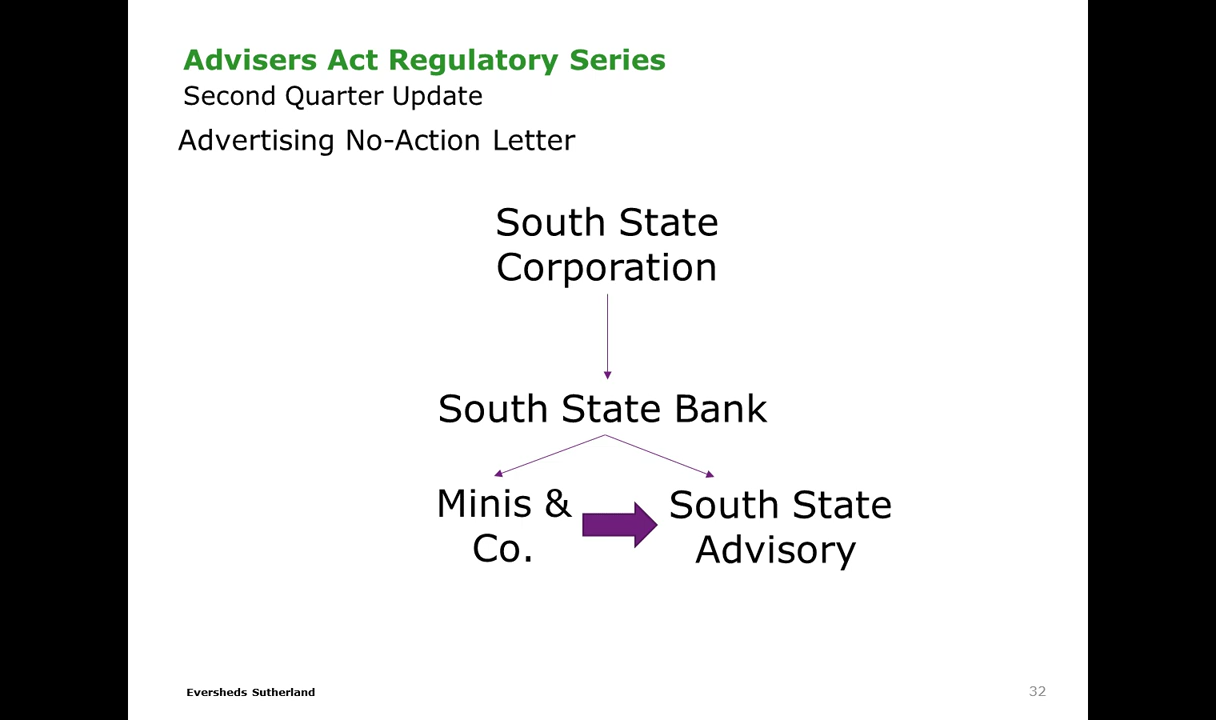 Advisers Act Regulatory Series
Second Quarter Update
Advertising No-Action Letter
South State
Corporation
South State Bank
Minis &
Co.
South State
Advisory
Eversheds Sutherland
32